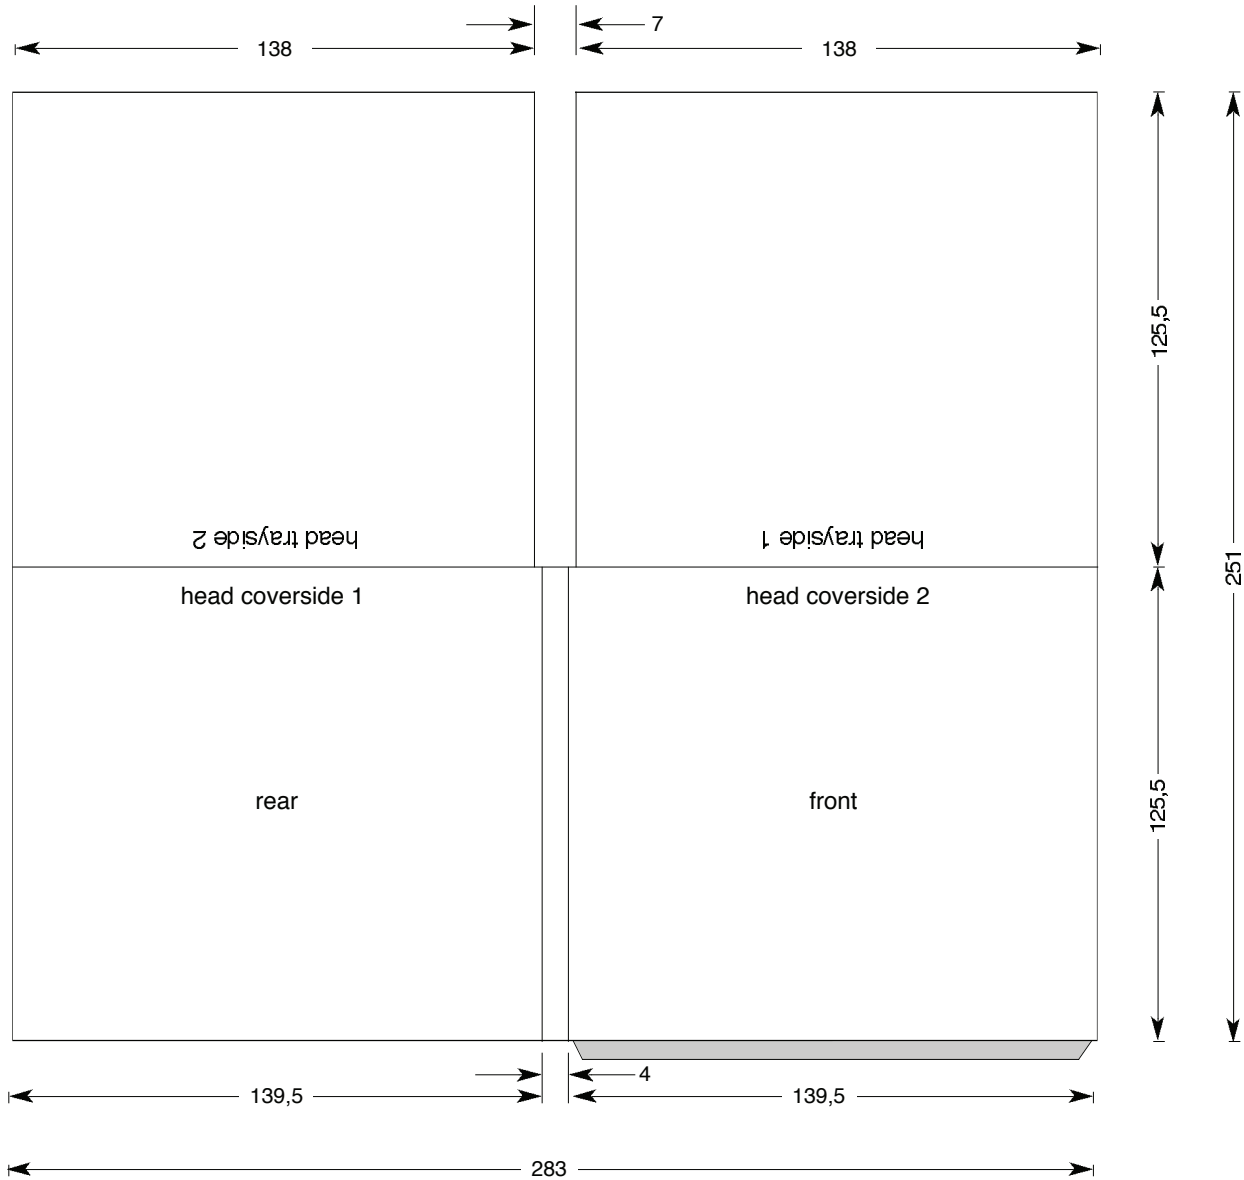 7
138
138
125,5
head trayside 2
head trayside 1
251
head coverside 1
head coverside 2
rear
front
125,5
4
139,5
139,5
283